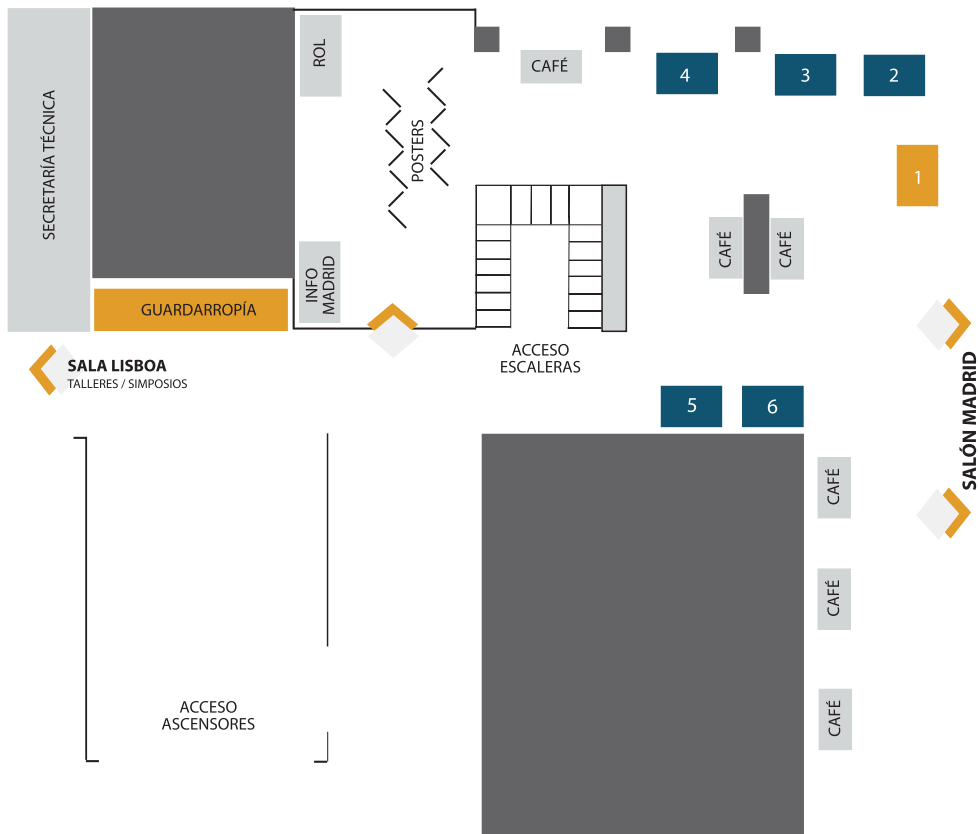 SECRETARÍA TÉCNICA
ROL
POSTERS
CAFÉ
4
3
2
1
CAFÉ
CAFÉ
INFO
MADRID
GUARDARROPÍA
SALA LISBOA
TALLERES / SIMPOSIOS
ACCESO
ESCALERAS
5
6
SALÓN MADRID
CAFÉ
CAFÉ
CAFÉ
ACCESO
ASCENSORES